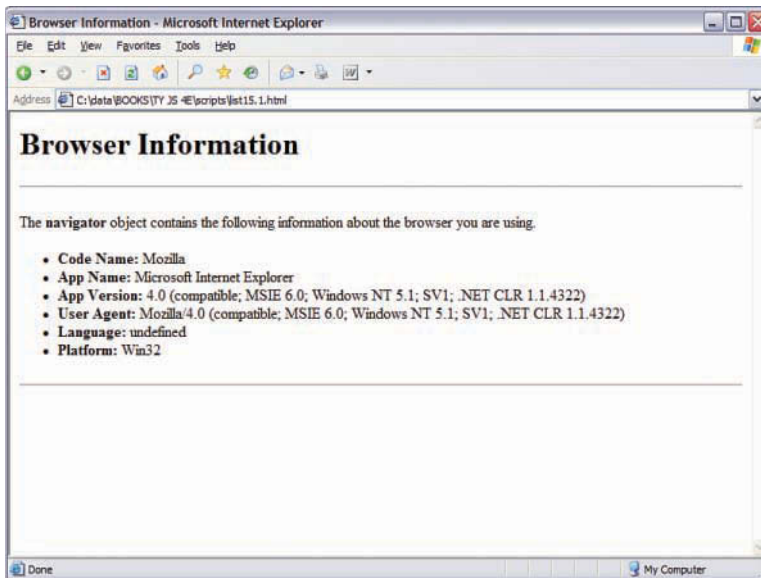 Browser Information - Microsoft Internet Explorer
File Edit View Favorites Tools Help
Address C:\data\BOOKS\TY JS 4E\scripts\list15.1.html
Browser Information
The navigator object contains the following information about the browser you are using.
• Code Name: Mozilla
• App Name: Microsoft Internet Explorer
• App Version: 4.0 (compatible; MSIE 6.0; Windows NT 5.1; SV1; .NET CLR 1.1.4322)
• User Agent: Mozilla/4.0 (compatible; MSIE 6.0; Windows NT 5.1; SV1; .NET CLR 1.1.4322)
• Language: undefined
• Platform: Win32
Done My Computer